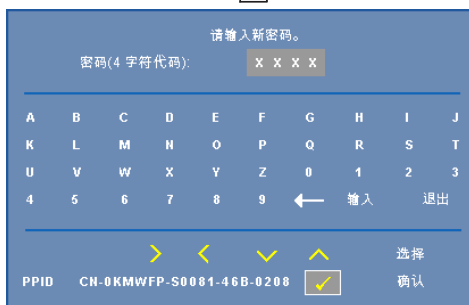 请输入新密码。
密码(4 字符代码): X X X X
A B C D E F G H I J
K L M N O P Q R S T
U V W X Y Z 0 1 2 3
4 5 6 7 8 9 ← 输入 退出
选择
PPID CN-0KMWFP-S0081-46B-0208 ✓ 确认